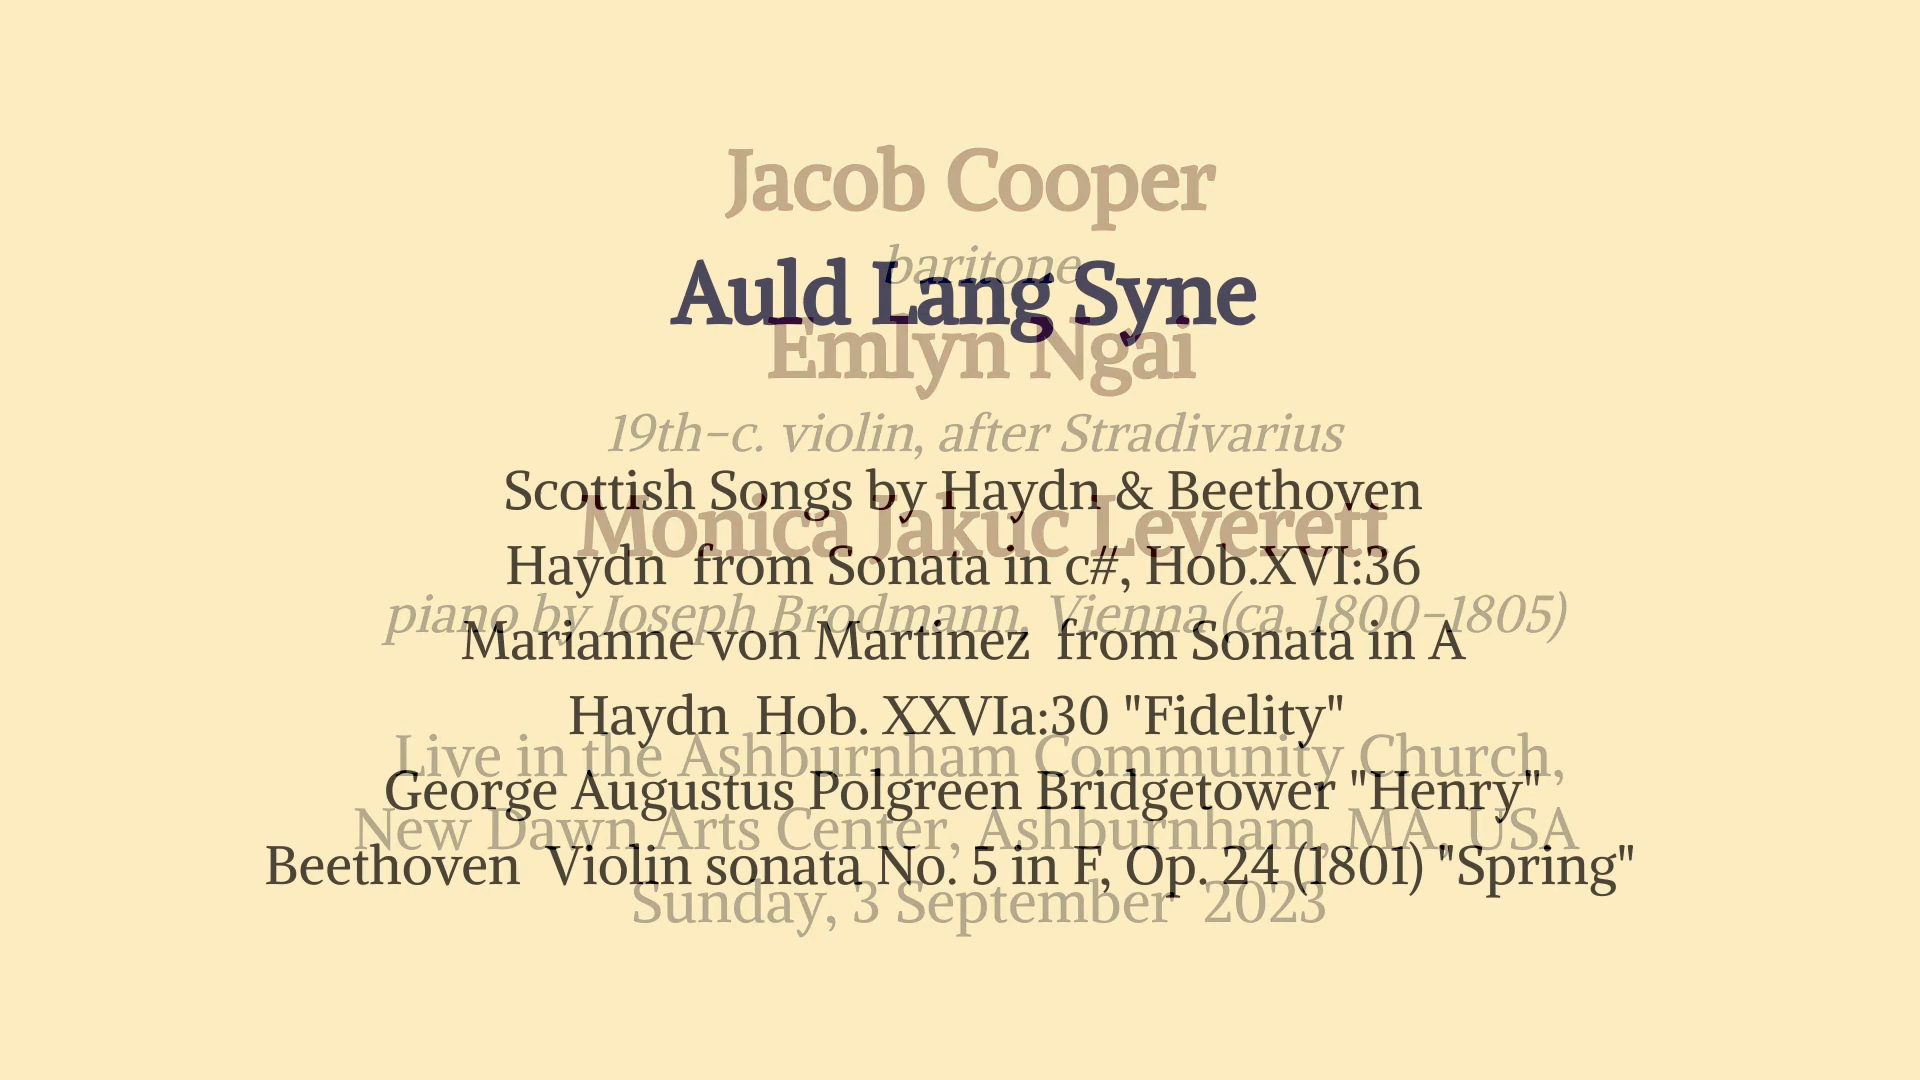 Jacob Cooper
baritone
Auld Lang Syne
Emlyn Ngai
19th-c. violin, after Stradivarius
Scottish Songs by Haydn & Beethoven
Monica Jakuc Leverett
Haydn  from Sonata in c#, Hob.XVI:36
piano by Joseph Brodmann, Vienna (ca. 1800-1805)
Marianne von Martinez  from Sonata in A
Haydn  Hob. XXVIa:30 "Fidelity"
Live in the Ashburnham Community Church,
George Augustus Polgreen Bridgetower "Henry"
New Dawn Arts Center, Ashburnham, MA, USA
Beethoven  Violin sonata No. 5 in F, Op. 24 (1801) "Spring"
Sunday, 3 September  2023